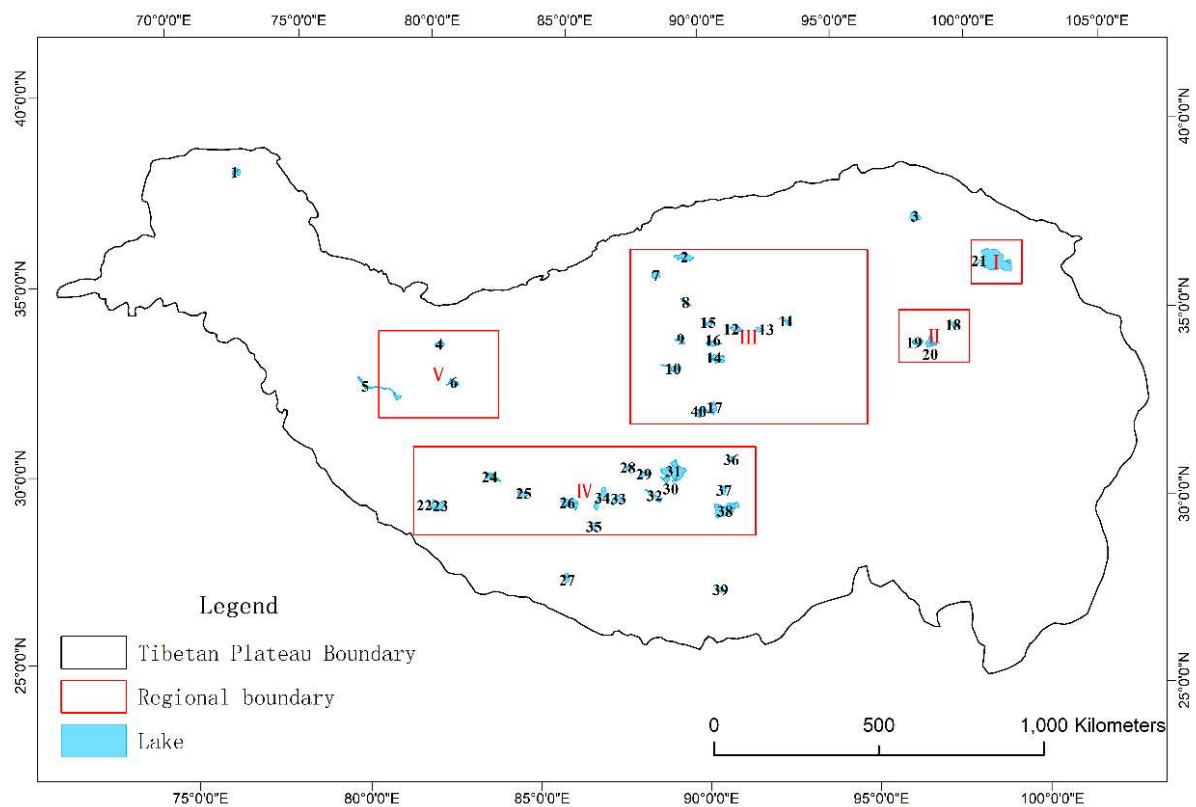 70°0'0"E 75°0'0"E 80°0'0"E 85°0'0"E 90°0'0"E 95°0'0"E 100°0'0"E 105°0'0"E
40°0'0"N 40°0'0"N
1
3
2
21 I
7
35°0'0"N 35°0'0"N
8
15 12 13 11 18
9 16 III 19 II
4 14 20
5 V 6 10
40 17
28 31 36
24 29
30°0'0"N 30°0'0"N
25 IV 34 33 32 30 37
22 23 26 38
35
27 39
Legend
Tibetan Plateau Boundary
25°0'0"N 25°0'0"N
Regional boundary
0 500 1,000 Kilometers
Lake
75°0'0"E 80°0'0"E 85°0'0"E 90°0'0"E 95°0'0"E 100°0'0"E